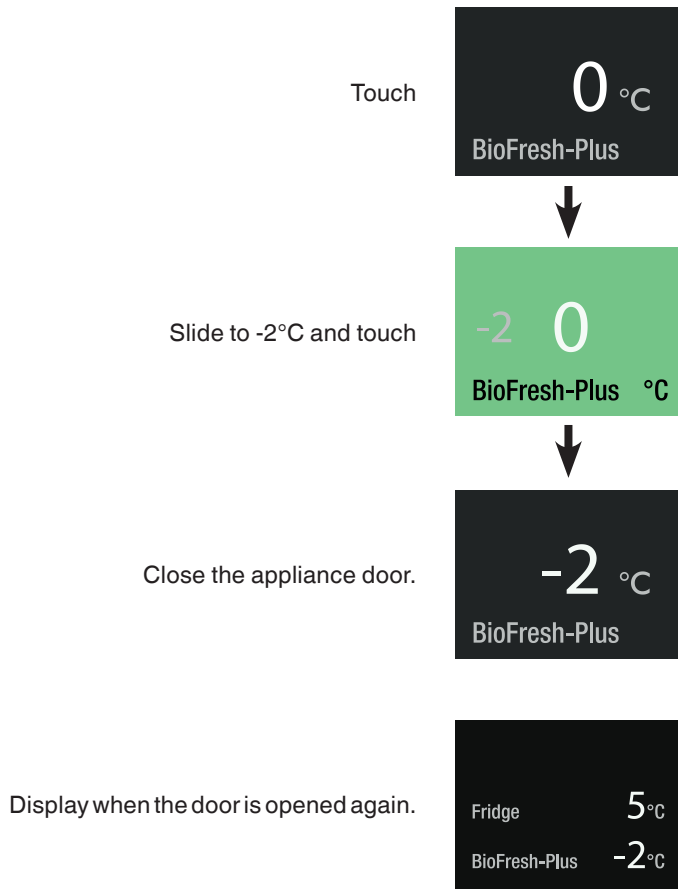 Touch
0 °C
BioFresh-Plus
Slide to -2°C and touch
-2 0
BioFresh-Plus °C
Close the appliance door.
-2 °C
BioFresh-Plus
Display when the door is opened again.
Fridge 5°C
BioFresh-Plus -2°C